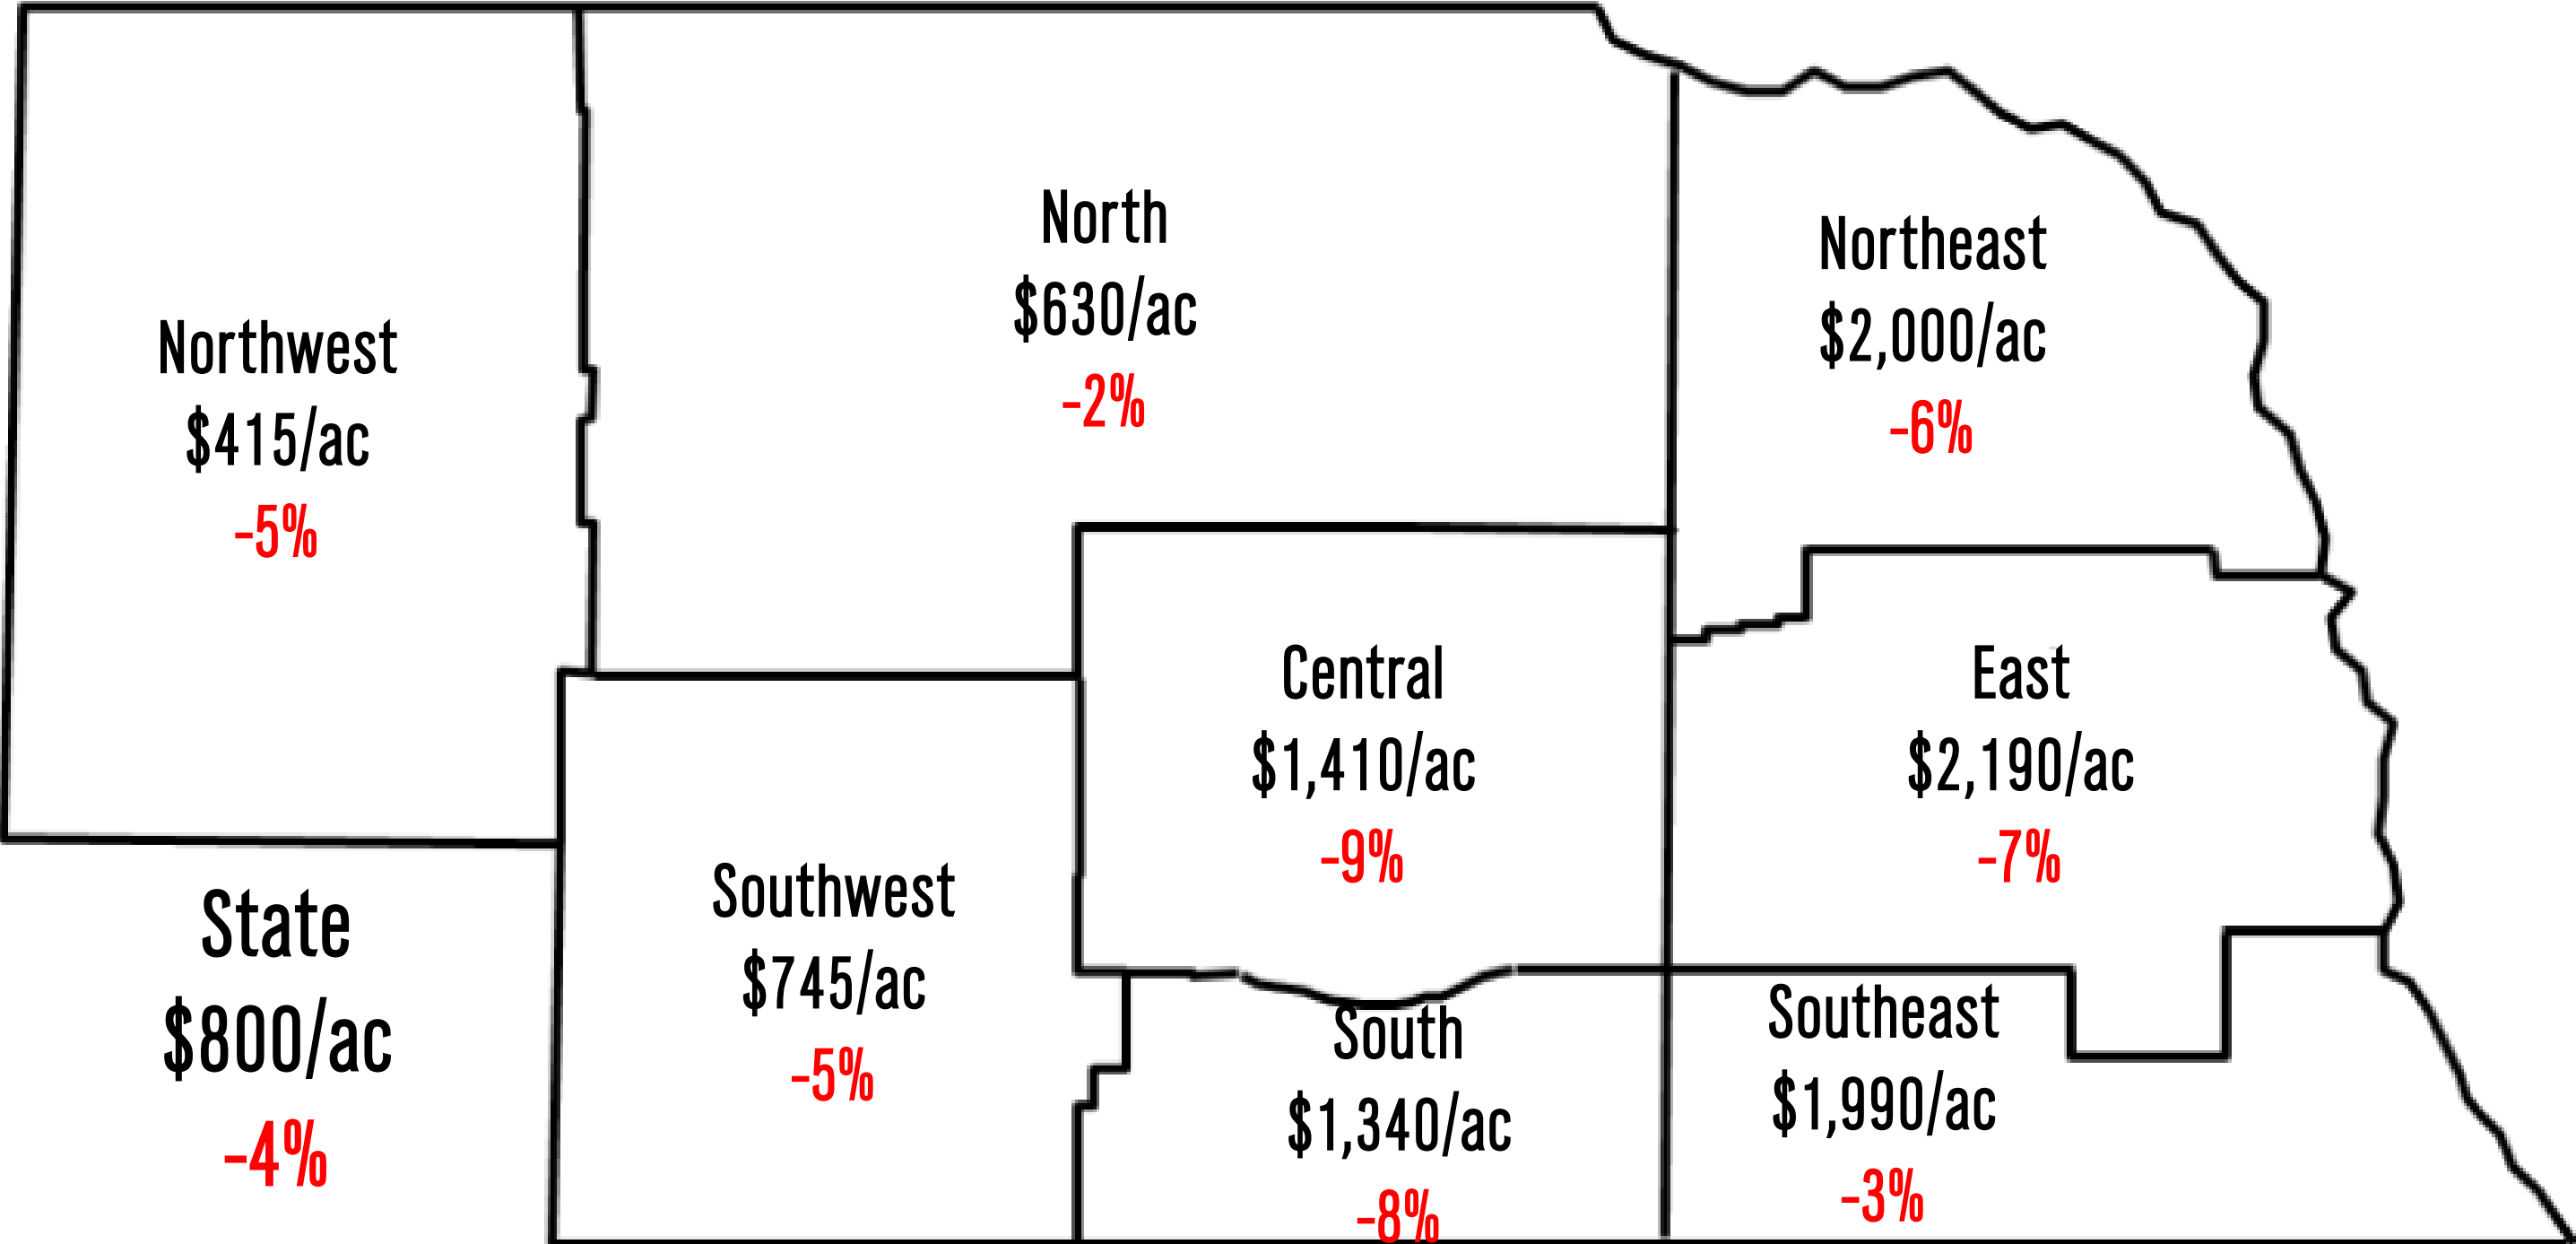 North
$630/ac
-2%
Northeast
$2,000/ac
-6%
Northwest
$415/ac
-5%
Central
$1,410/ac
-9%
East
$2,190/ac
-7%
Southwest
$745/ac
-5%
State
$800/ac
-4%
South
$1,340/ac
-8%
Southeast
$1,990/ac
-3%